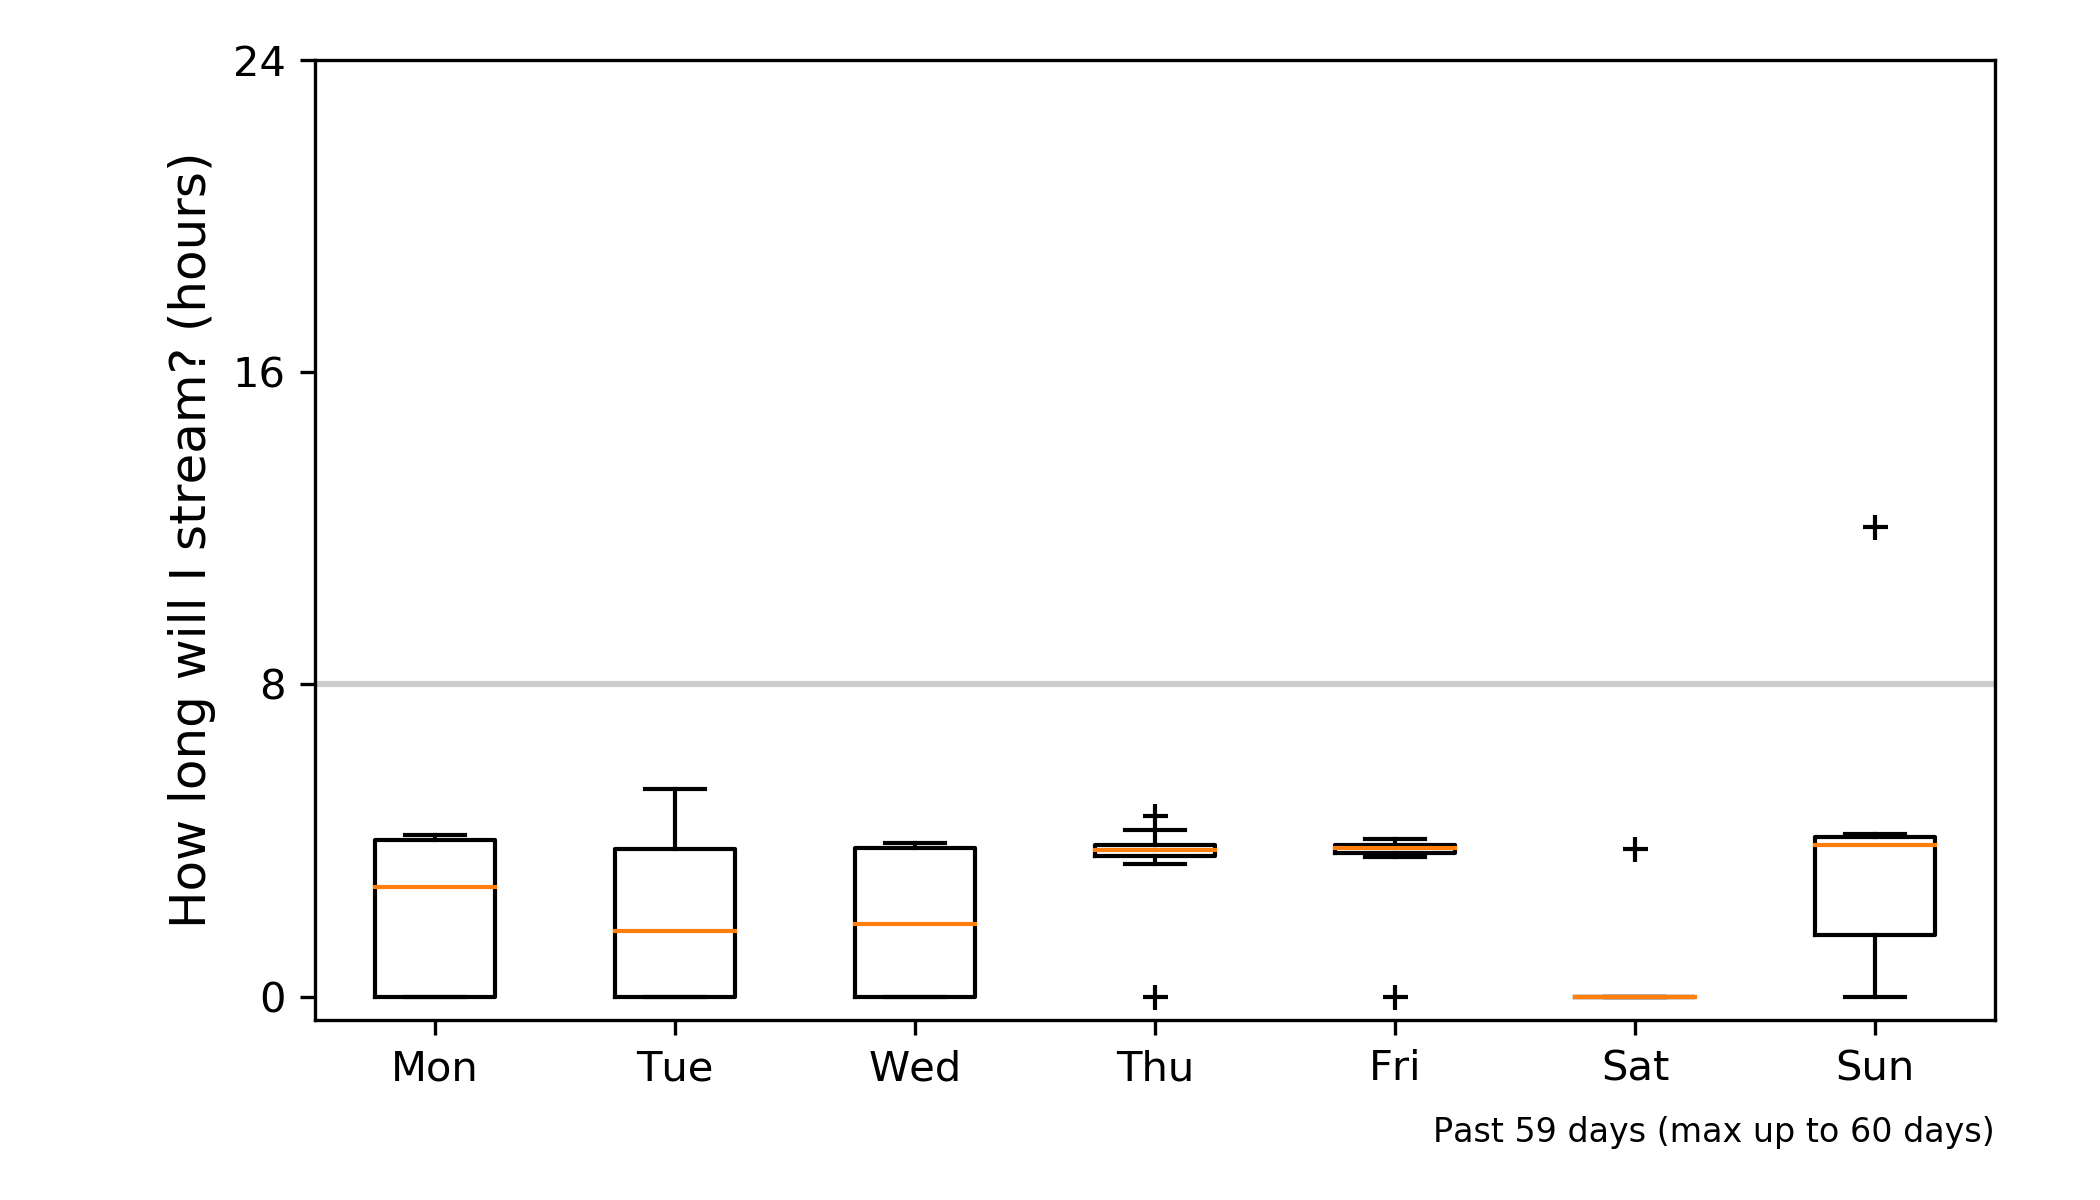 How long will I stream? (hours)
24
16
8
0
Mon Tue Wed Thu Fri Sat Sun
Past 59 days (max up to 60 days)